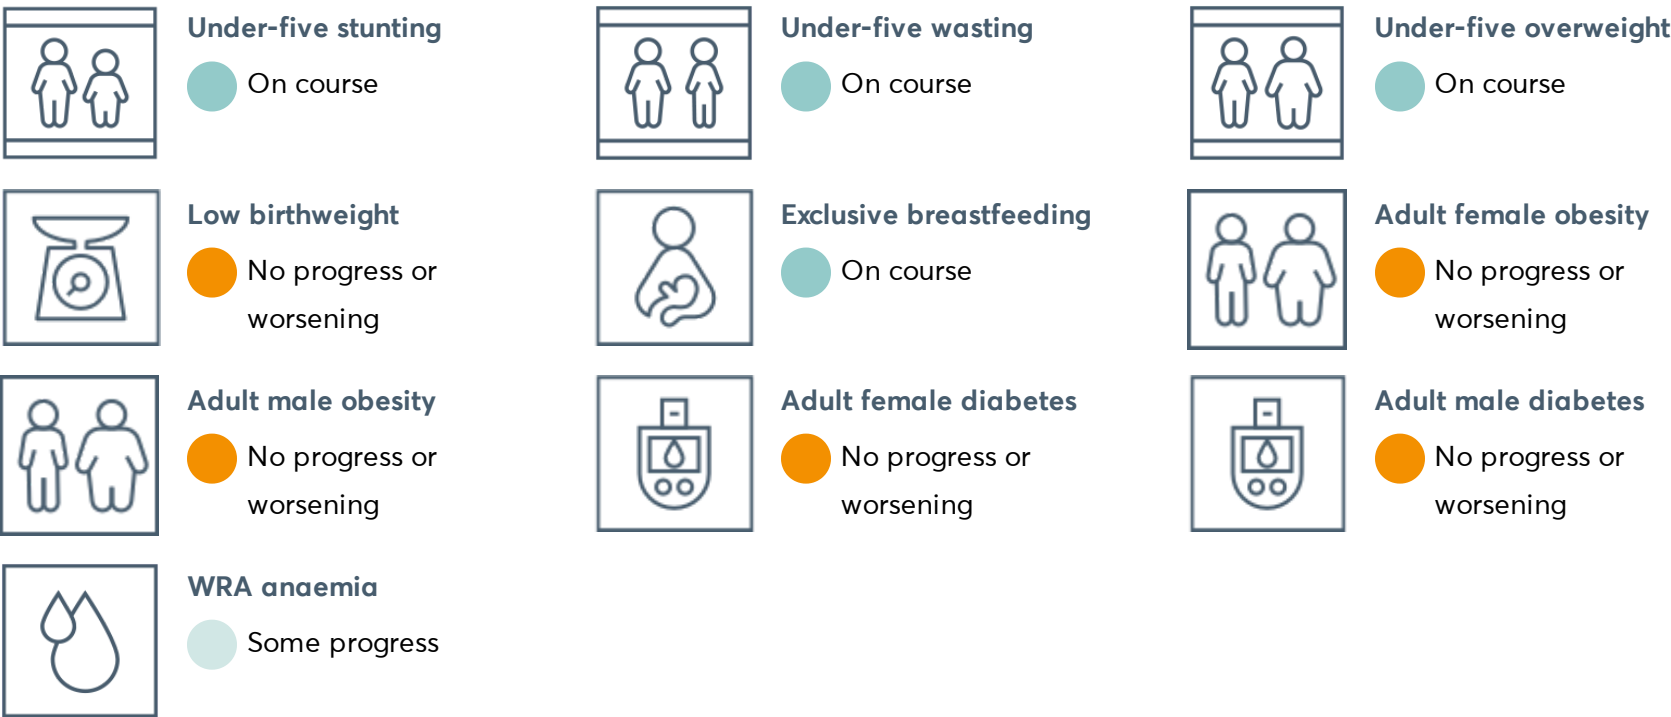 Under-five stunting
On course
Under-five wasting
On course
Under-five overweight
On course
Low birthweight
No progress or
worsening
Exclusive breastfeeding
On course
Adult female obesity
No progress or
worsening
Adult male obesity
No progress or
worsening
Adult female diabetes
No progress or
worsening
Adult male diabetes
No progress or
worsening
WRA anaemia
Some progress